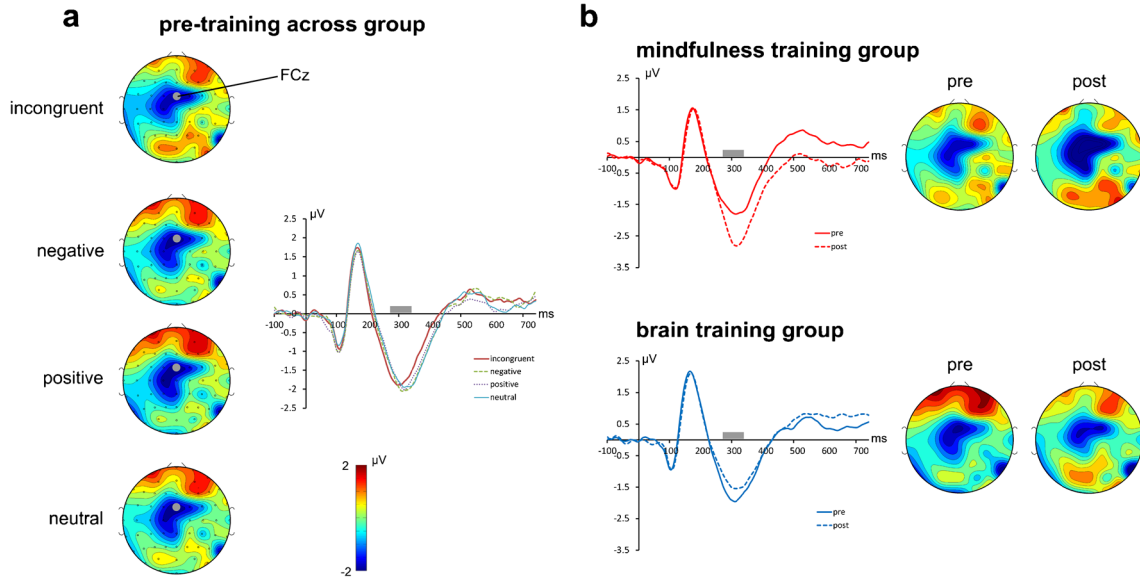 a
pre-training across group
FCz
incongruent
negative
positive
neutral
µV
2.5
2
1.5
1
0.5
-0
-0.5
-1
-1.5
-2
-2.5
-100 0 100 200 300 400 500 600 700 ms
incongruent
negative
positive
neutral
2 µV
-2
b
mindfulness training group
µV
2.5
1.5
0.5
-0.5
-1.5
-2.5
-3.5
-100 0 100 200 300 400 500 600 700 ms
pre
post
pre post
brain training group
µV
2.5
1.5
0.5
-0.5
-1.5
-2.5
-3.5
-100 0 100 200 300 400 500 600 700 ms
pre
post
pre post